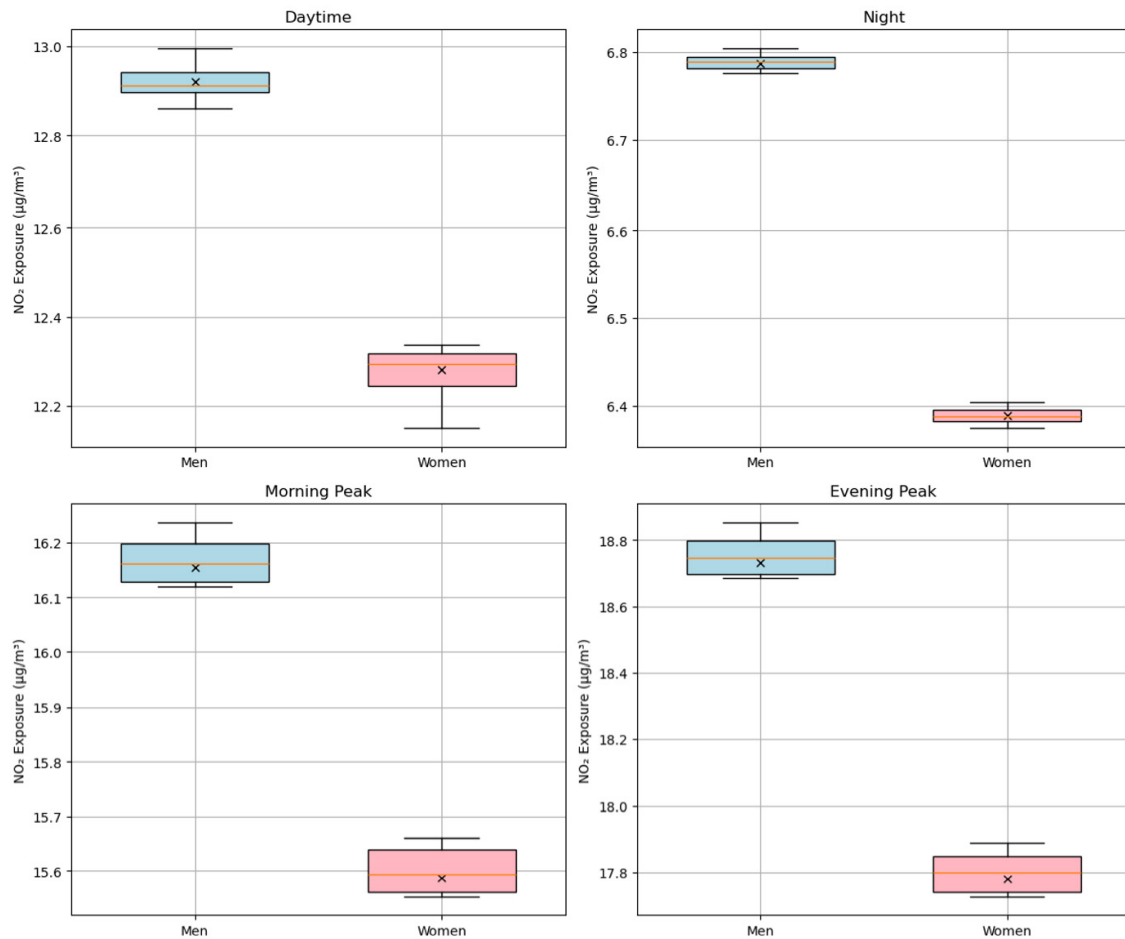 Daytime
NO₂ Exposure (µg/m³)
13.0
12.8
12.6
12.4
12.2
Men
Women
Night
NO₂ Exposure (µg/m³)
6.8
6.7
6.6
6.5
6.4
Men
Women
Morning Peak
NO₂ Exposure (µg/m³)
16.2
16.1
16.0
15.9
15.8
15.7
15.6
Men
Women
Evening Peak
NO₂ Exposure (µg/m³)
18.8
18.6
18.4
18.2
18.0
17.8
Men
Women